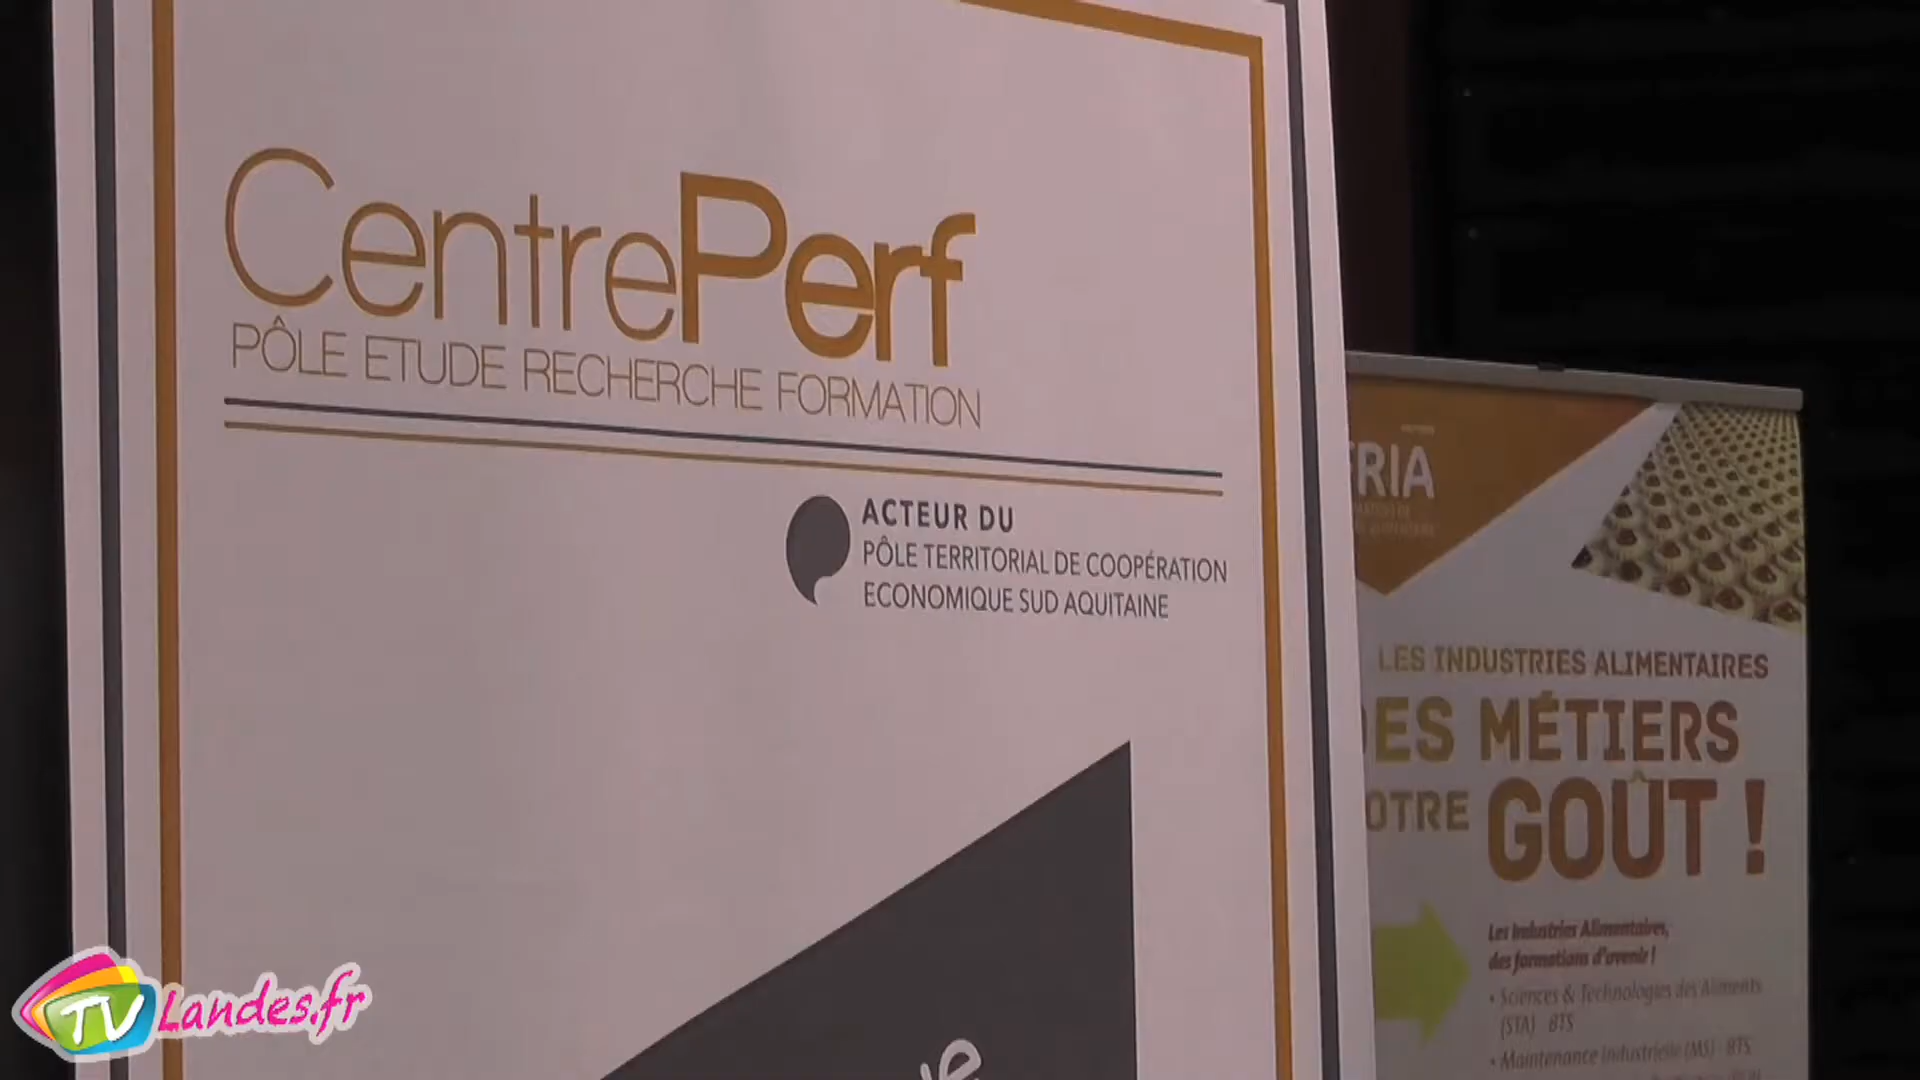 CentrePerf
PÔLE ETUDE RECHERCHE FORMATION
ACTEUR DU
PÔLE TERRITORIAL DE COOPÉRATION
ECONOMIQUE SUD AQUITAINE
RIA
LES INDUSTRIES ALIMENTAIRES
DES MÉTIERS
OTRE GOÛT !
Les Industries Alimentaires,
des formations d'avenir !
• Sciences & Technologies des Aliments
(STA) - BTS
• Maintenance Industrielle (MS) - BTS
TV Landes.fr